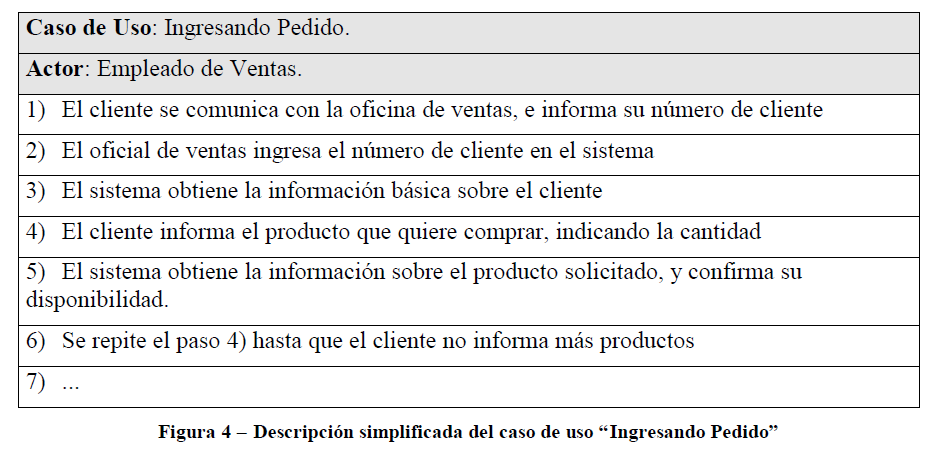 Caso de Uso: Ingresando Pedido.
Actor: Empleado de Ventas.
1) El cliente se comunica con la oficina de ventas, e informa su número de cliente
2) El oficial de ventas ingresa el número de cliente en el sistema
3) El sistema obtiene la información básica sobre el cliente
4) El cliente informa el producto que quiere comprar, indicando la cantidad
5) El sistema obtiene la información sobre el producto solicitado, y confirma su
disponibilidad.
6) Se repite el paso 4) hasta que el cliente no informa más productos
7) ...
Figura 4 – Descripción simplificada del caso de uso “Ingresando Pedido”